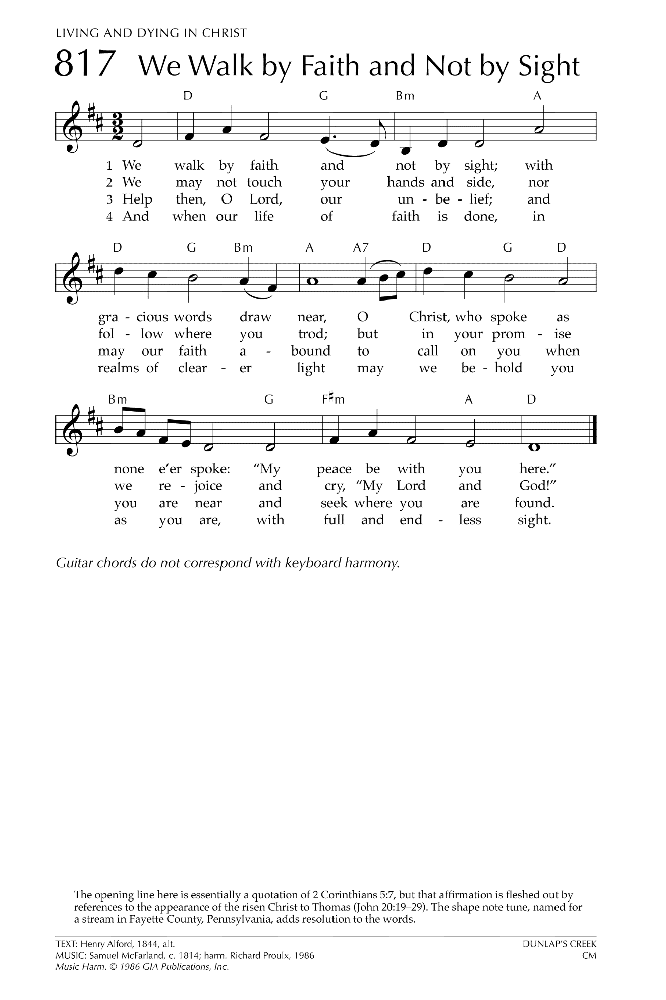 LIVING AND DYING IN CHRIST
817 We Walk by Faith and Not by Sight
D G Bm A
3
2
1 We walk by faith and not by sight; with
2 We may not touch your hands and side, nor
3 Help then, O Lord, our un - be - lief; and
4 And when our life of faith is done, in
D G Bm A A7 D G D
gra - cious words draw near, O Christ, who spoke as
fol - low where you trod; but in your prom - ise
may our faith a - bound to call on you when
realms of clear - er light may we be - hold you
Bm G F♯m A D
none e’er spoke: “My peace be with you here.”
we re - joice and cry, “My Lord and God!”
you are near and seek where you are found.
as you are, with full and end - less sight.
Guitar chords do not correspond with keyboard harmony.
The opening line here is essentially a quotation of 2 Corinthians 5:7, but that affirmation is fleshed out by
references to the appearance of the risen Christ to Thomas (John 20:19–29). The shape note tune, named for
a stream in Fayette County, Pennsylvania, adds resolution to the words.
TEXT: Henry Alford, 1844, alt. DUNLAP’S CREEK
MUSIC: Samuel McFarland, c. 1814; harm. Richard Proulx, 1986 CM
Music Harm. © 1986 GIA Publications, Inc.